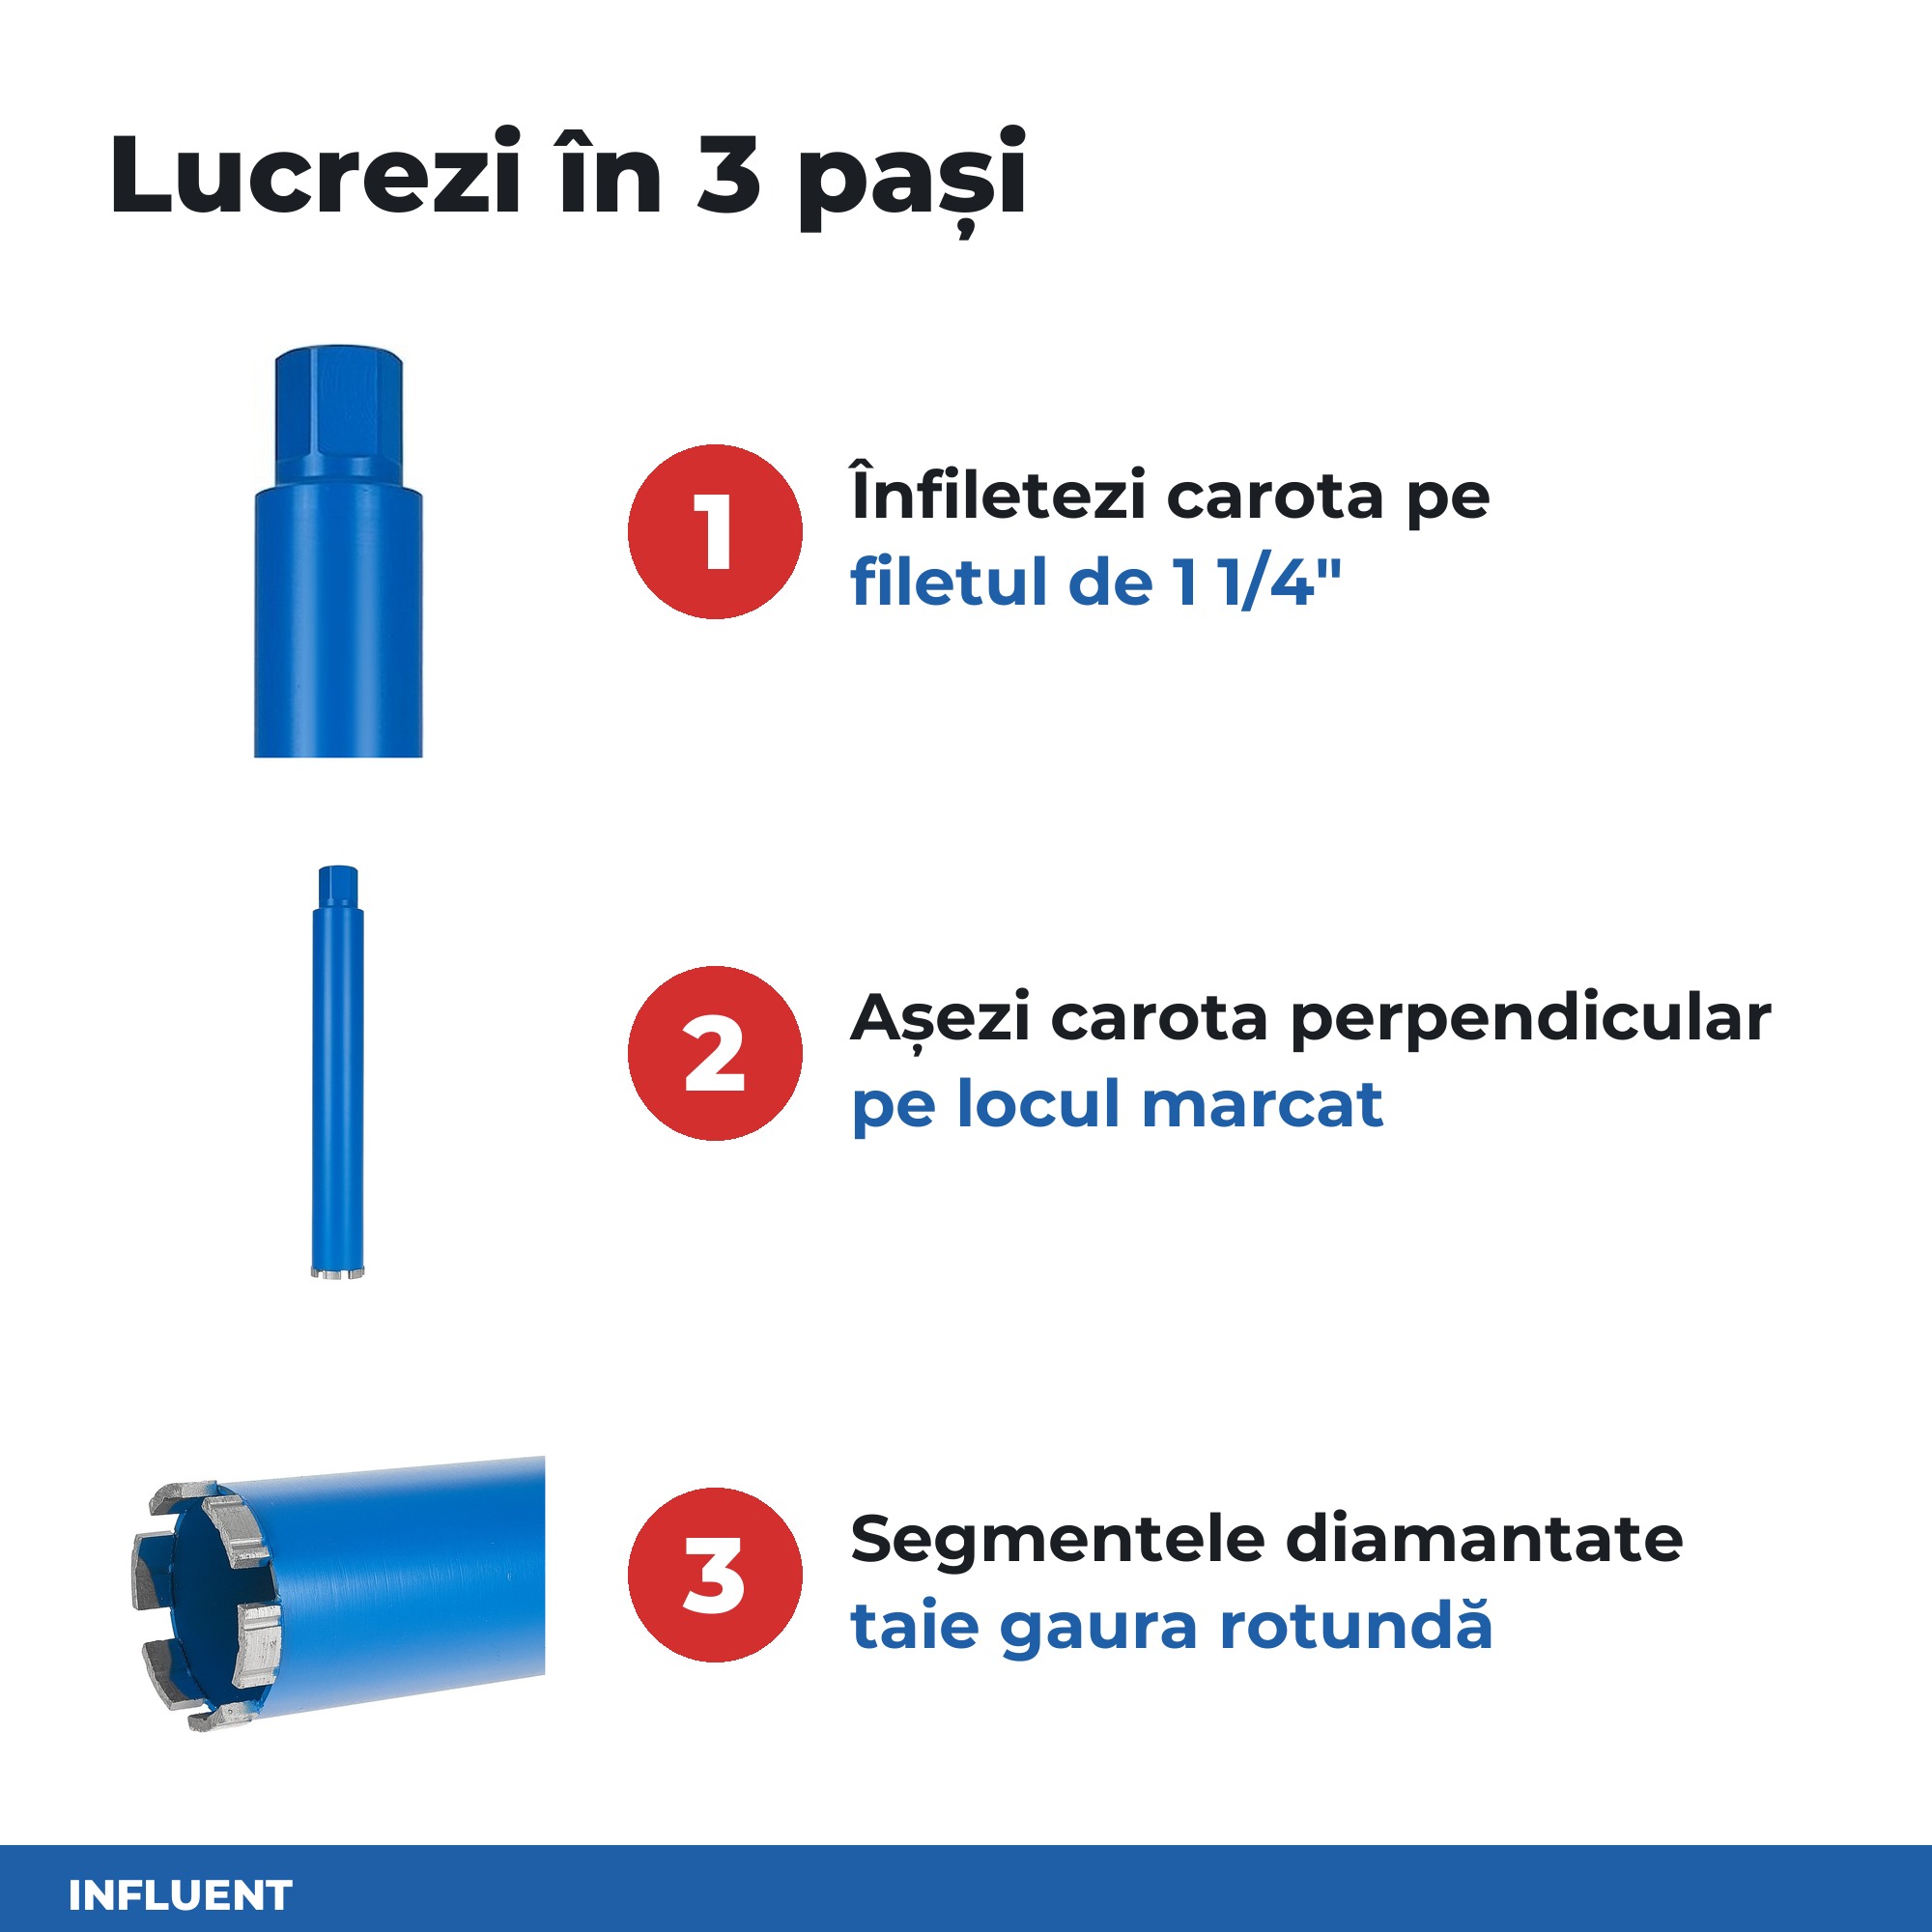 Lucrezi în 3 pași
1
Înfiletezi carota pe
filetul de 1 1/4"
2
Așezi carota perpendicular
pe locul marcat
3
Segmentele diamantate
taie gaura rotundă
INFLUENT